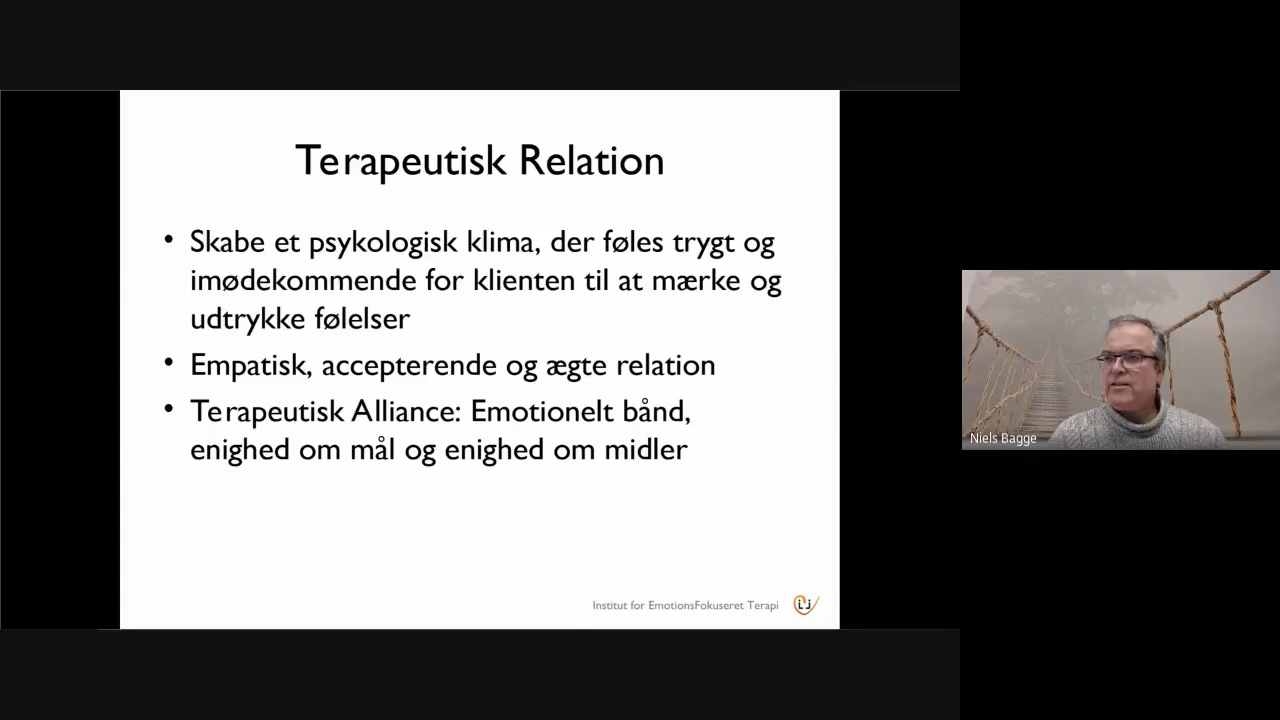 Terapeutisk Relation
• Skabe et psykologisk klima, der føles trygt og
imødekommende for klienten til at mærke og
udtrykke følelser
• Empatisk, accepterende og ægte relation
• Terapeutisk Alliance: Emotionelt bånd,
enighed om mål og enighed om midler
Institut for EmotionsFokuseret Terapi
Niels Bagge